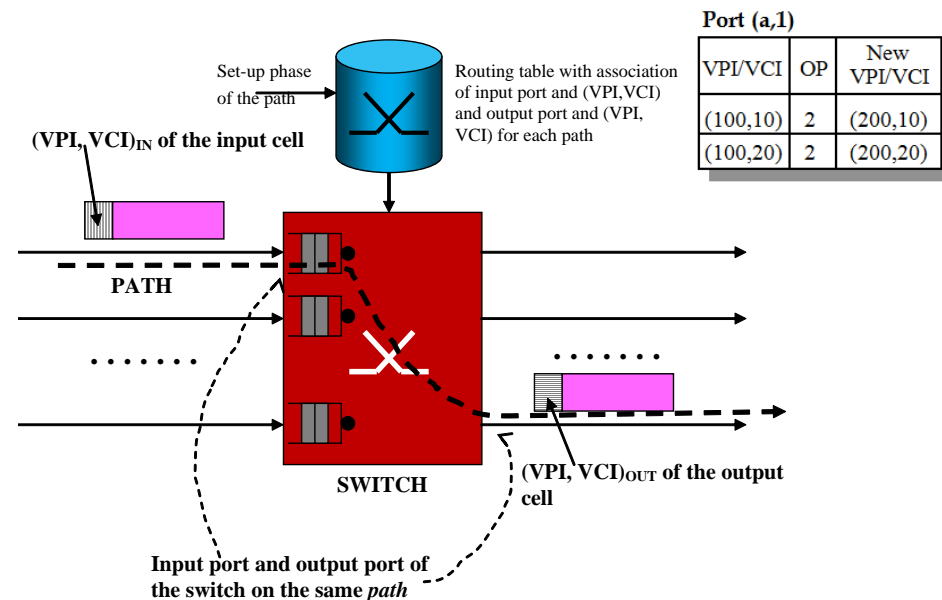 Port (a,1)
VPI/VCI OP New VPI/VCI
(100,10) 2 (200,10)
(100,20) 2 (200,20)
Set-up phase
of the path
Routing table with association
of input port and (VPI,VCI)
and output port and (VPI,
VCI) for each path
(VPI, VCI)IN of the input cell
PATH
SWITCH
(VPI, VCI)OUT of the output
cell
Input port and output port of
the switch on the same path